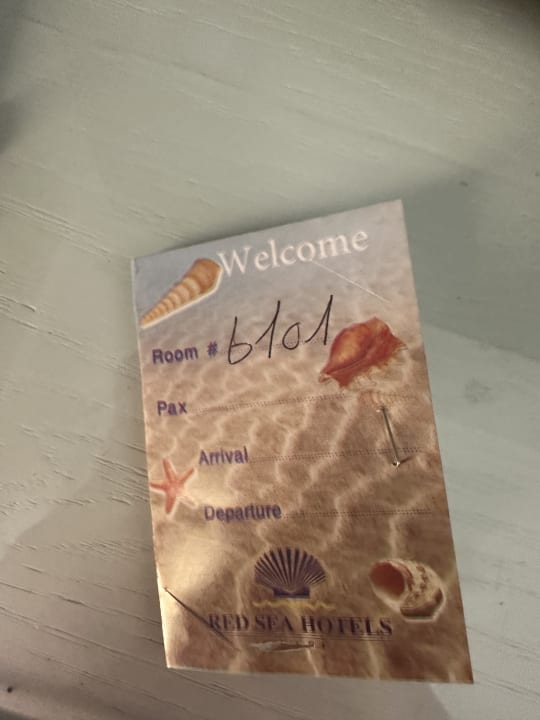 Welcome
Room # 6101
Pax
Arrival
Departure
RED SEA HOTELS